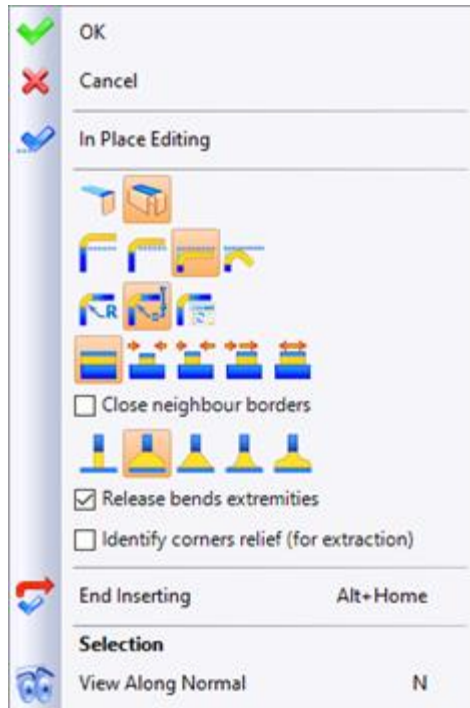 OK
Cancel
In Place Editing
R
Close neighbour borders
Release bends extremities
Identify corners relief (for extraction)
End Inserting Alt+Home
Selection
View Along Normal N